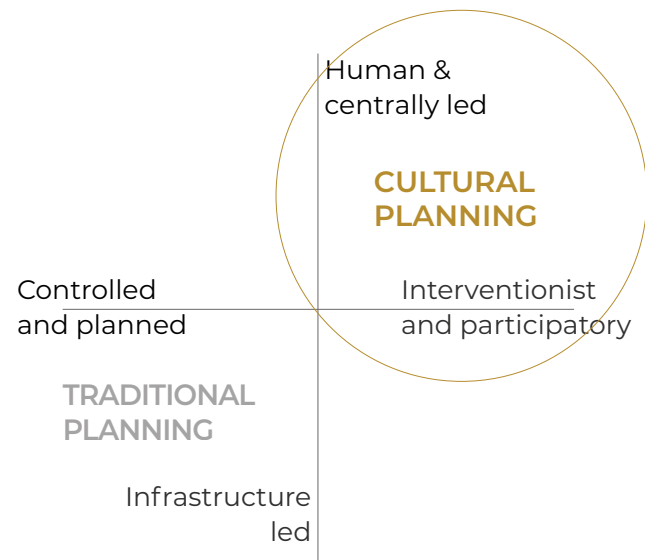 Human &
centrally led
CULTURAL
PLANNING
Controlled
and planned
Interventionist
and participatory
TRADITIONAL
PLANNING
Infrastructure
led